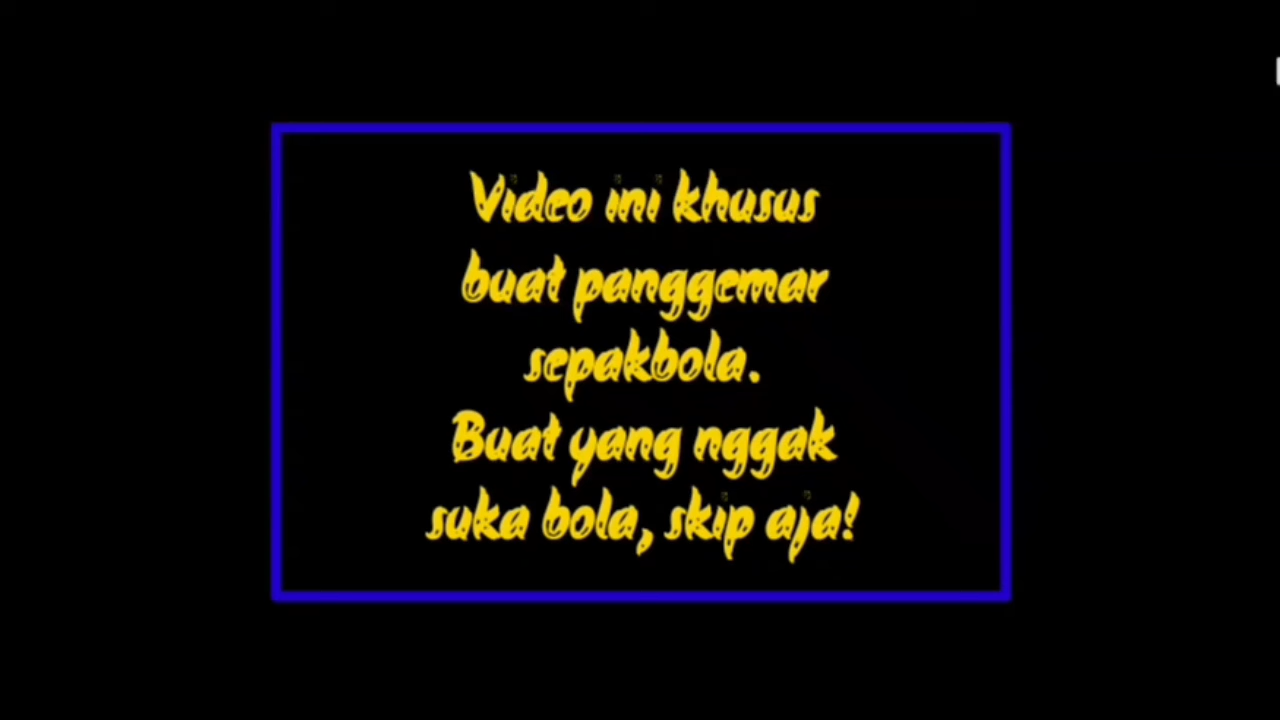 Video ini khusus
buat panggemar
sepakbola.
Buat yang nggak
suka bola, skip aja!